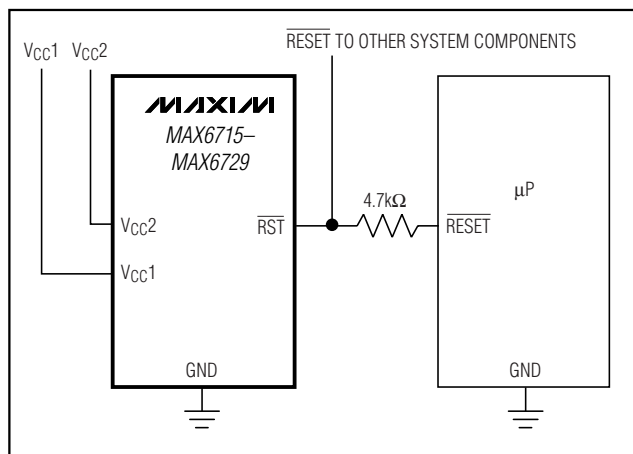 VCC1 VCC2
RESET TO OTHER SYSTEM COMPONENTS
MAXIM
MAX6715–
MAX6729
VCC2
VCC1
RST
GND
4.7kΩ
µP
RESET
GND